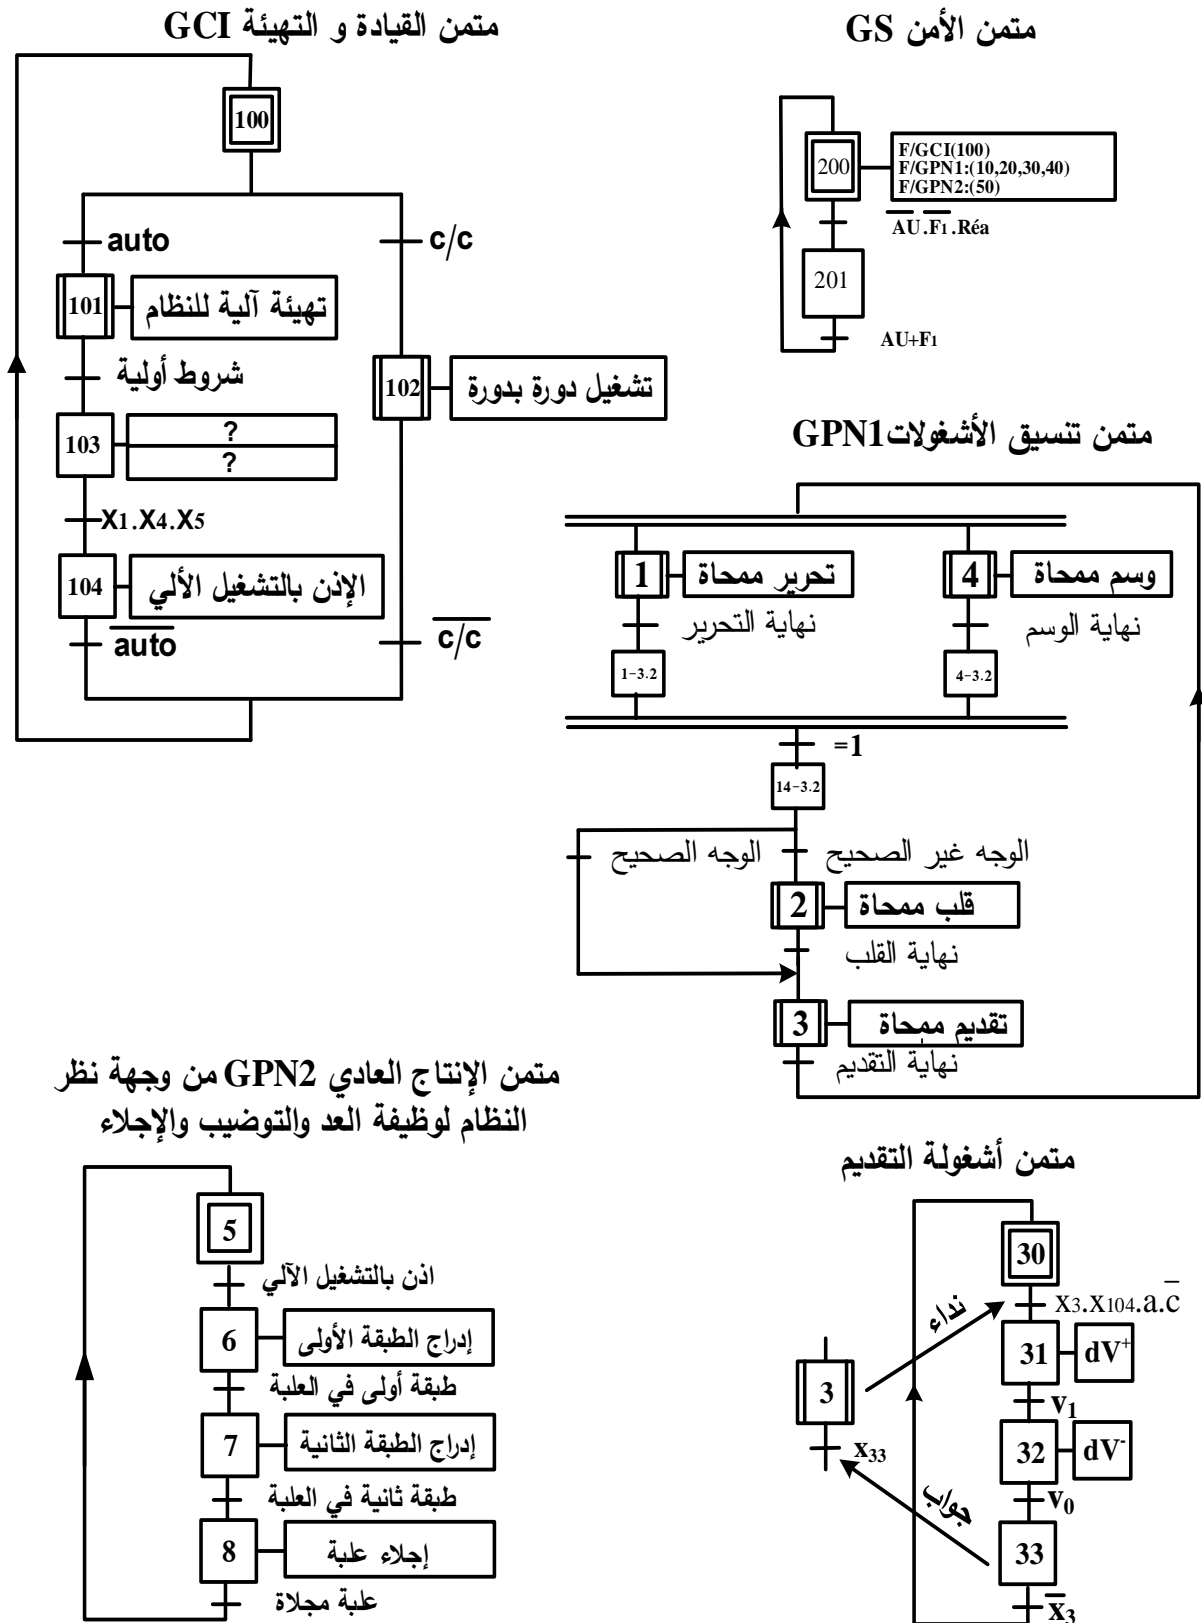 متمن القيادة و التهيئة GCI
100
auto
c/c
101
تهيئة آلية للنظام
شروط أولية
102
تشغيل دورة بدورة
103
?
?
X1.X4.X5
104
الإذن بالتشغيل الألي
a̅u̅t̅o̅
c̅/̅c̅
متمن الأمن GS
200
F/GCI(100)
F/GPN1:(10,20,30,40)
F/GPN2:(50)
A̅U̅.F̅1.Réa
201
AU+F1
متمن تنسيق الأشغولات GPN1
1
تحرير ممحاة
4
وسم ممحاة
نهاية التحرير
نهاية الوسم
1-3.2
4-3.2
=1
14-3.2
الوجه غير الصحيح
الوجه الصحيح
2
قلب ممحاة
نهاية القلب
3
تقديم ممحاة
نهاية التقديم
متمن الإنتاج العادي GPN2 من وجهة نظر
النظام لوظيفة العد والتوضيب والإجلاء
5
اذن بالتشغيل الآلي
6
إدراج الطبقة الأولى
طبقة أولى في العلبة
7
إدراج الطبقة الثانية
طبقة ثانية في العلبة
8
إجلاء علبة
علبة مجلاة
متمن أشغولة التقديم
30
X3.X104.a.c̅
نداء
31
dV+
3
v1
x33
32
dV-
جواب
v0
33
x̅3